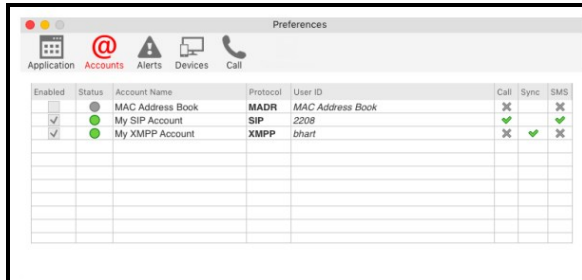 Preferences
Application Accounts Alerts Devices Call
Enabled Status Account Name Protocol User ID Call Sync SMS
MAC Address Book MADR MAC Address Book
My SIP Account SIP 2208
My XMPP Account XMPP bhart